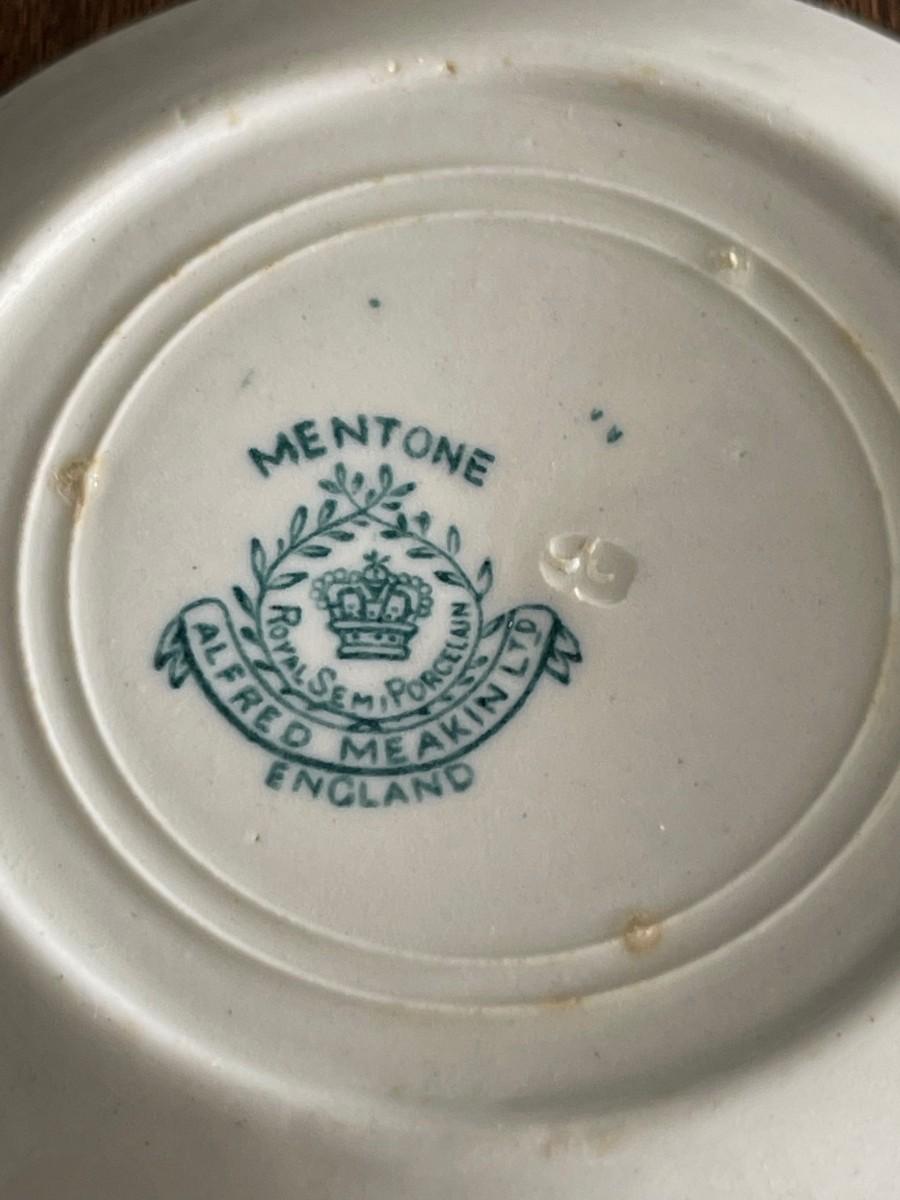 MENTONE
ROYAL SEMI PORCELAIN
ALFRED MEAKIN LTD
ENGLAND